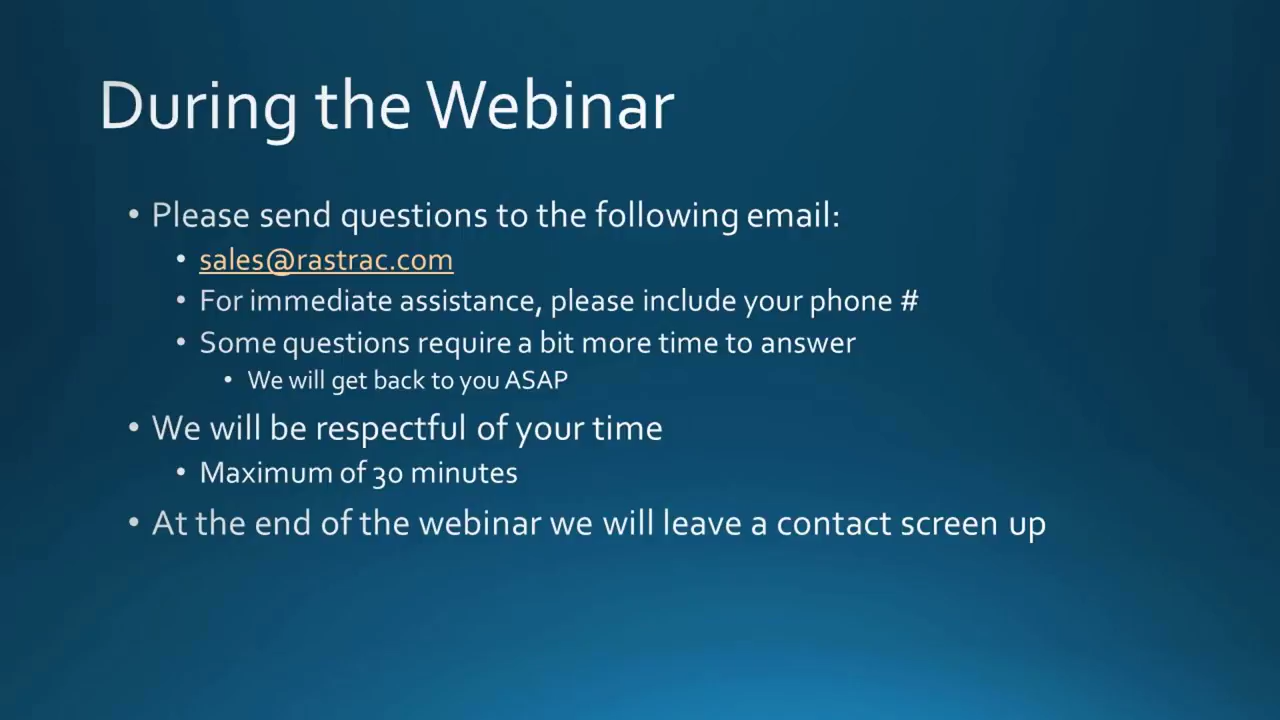 During the Webinar
• Please send questions to the following email:
• sales@rastrac.com
• For immediate assistance, please include your phone #
• Some questions require a bit more time to answer
• We will get back to you ASAP
• We will be respectful of your time
• Maximum of 30 minutes
• At the end of the webinar we will leave a contact screen up